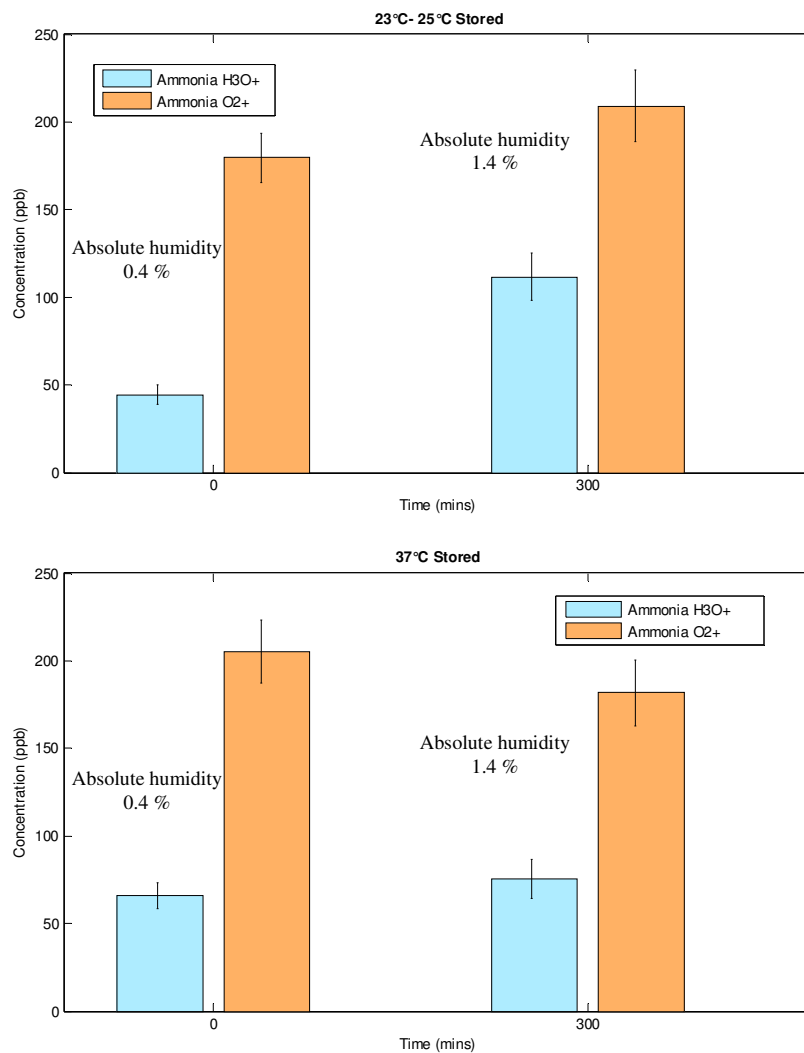 23°C- 25°C Stored
250
200
150
100
50
0
Concentration (ppb)
Ammonia H3O+
Ammonia O2+
Absolute humidity
0.4 %
Absolute humidity
1.4 %
0
300
Time (mins)
37°C Stored
250
200
150
100
50
0
Concentration (ppb)
Ammonia H3O+
Ammonia O2+
Absolute humidity
0.4 %
Absolute humidity
1.4 %
0
300
Time (mins)